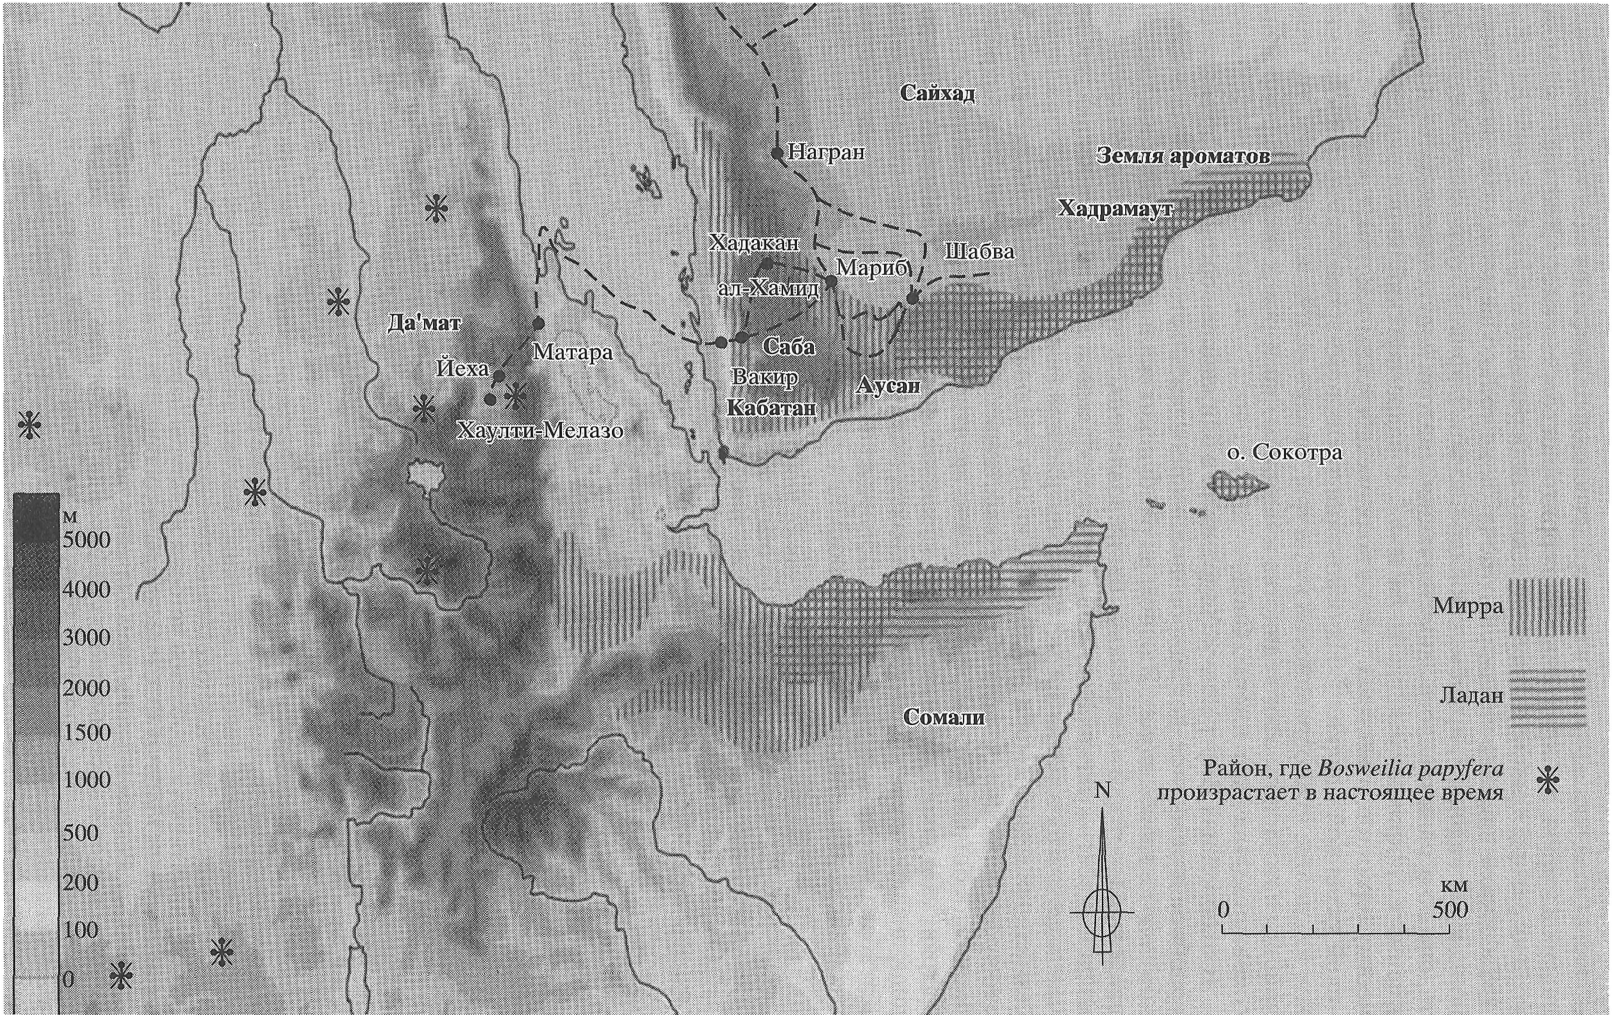 Сайхад
Награн
Земля ароматов
Хадрамаут
Хадакан
Мариб
Шабва
ал-Хамид
Да'мат
Матара
Саба
Йеха
Вакир
Аусан
Кабатан
Хаулти-Мелазо
о. Сокотра
м
5000
4000
3000
2000
1500
1000
500
200
100
0
Мирра
Ладан
Сомали
Район, где Bosweilia papyfera
произрастает в настоящее время
N
км
0 500